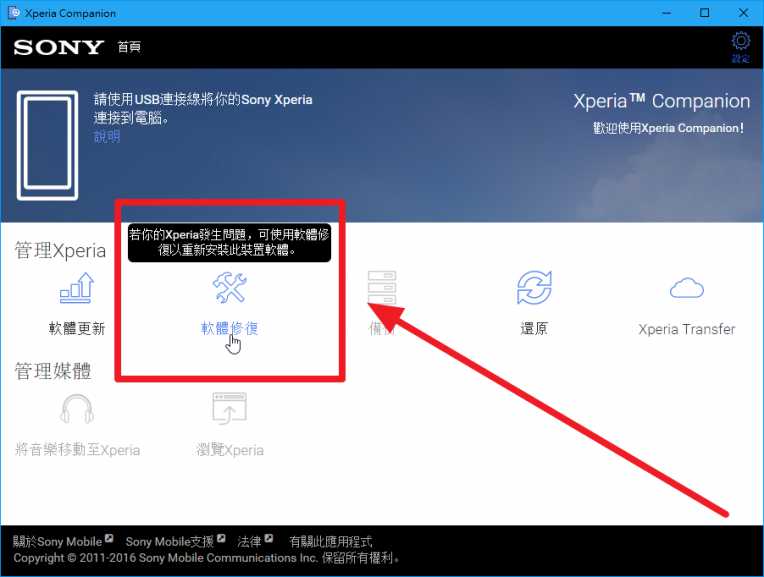 Xperia Companion
SONY 首頁
設定
請使用USB連接線將你的Sony Xperia
連接到電腦。
說明
Xperia™ Companion
歡迎使用Xperia Companion!
若你的Xperia發生問題，可使用軟體修
復以重新安裝此裝置軟體。
管理Xperia
軟體更新
軟體修復
備份
還原
Xperia Transfer
管理媒體
將音樂移動至Xperia
瀏覽Xperia
關於Sony Mobile Sony Mobile支援 法律 有關此應用程式
Copyright © 2011-2016 Sony Mobile Communications Inc. 保留所有權利。